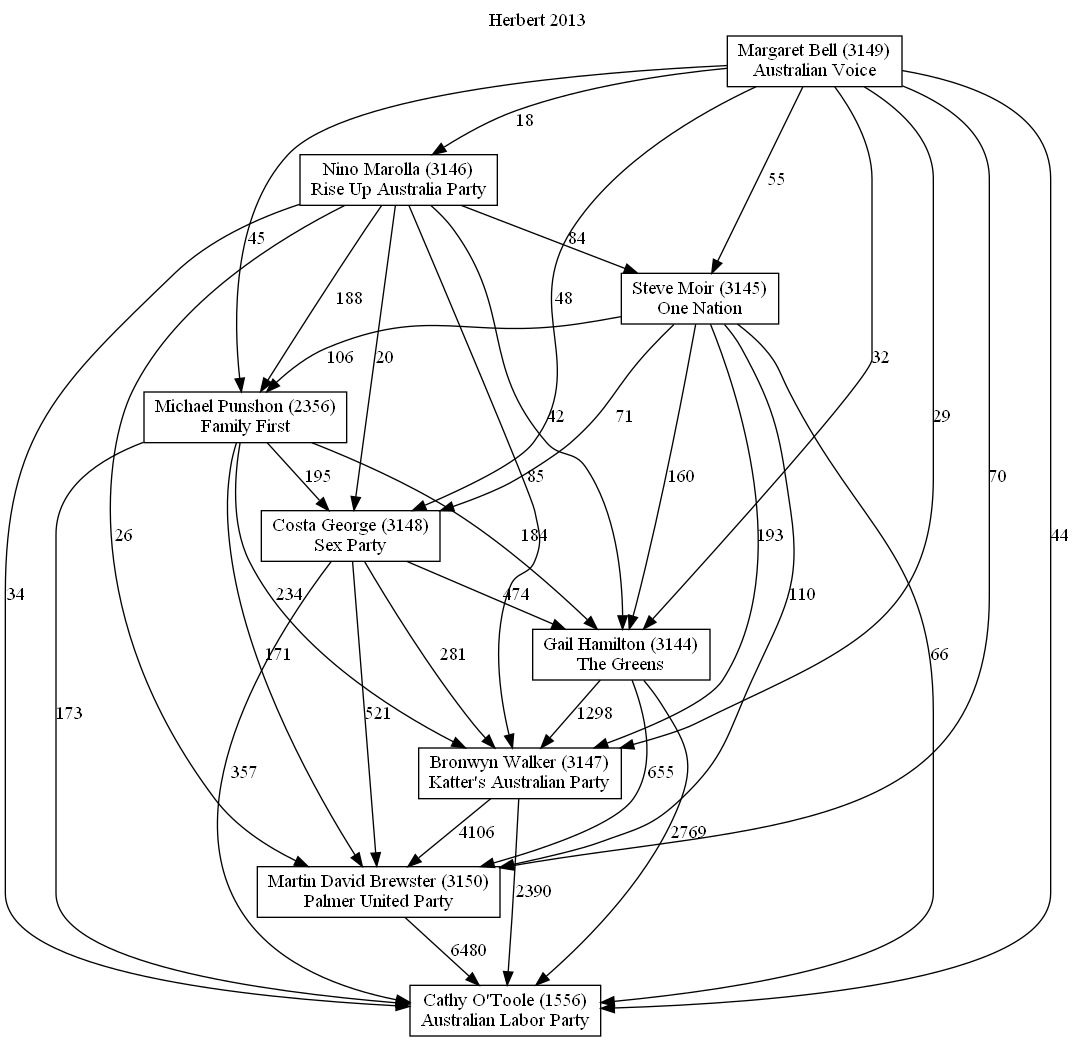 Herbert 2013
Margaret Bell (3149)
Australian Voice
18
Nino Marolla (3146)
Rise Up Australia Party
55
45
84
Steve Moir (3145)
One Nation
188
48
106
20
32
Michael Punshon (2356)
Family First
42
71
29
195
85
160
70
Costa George (3148)
Sex Party
26
184
193
44
34
234
474
110
Gail Hamilton (3144)
The Greens
171
281
66
173
521
1298
Bronwyn Walker (3147)
Katter's Australian Party
357
655
4106
2769
Martin David Brewster (3150)
Palmer United Party
2390
6480
Cathy O'Toole (1556)
Australian Labor Party